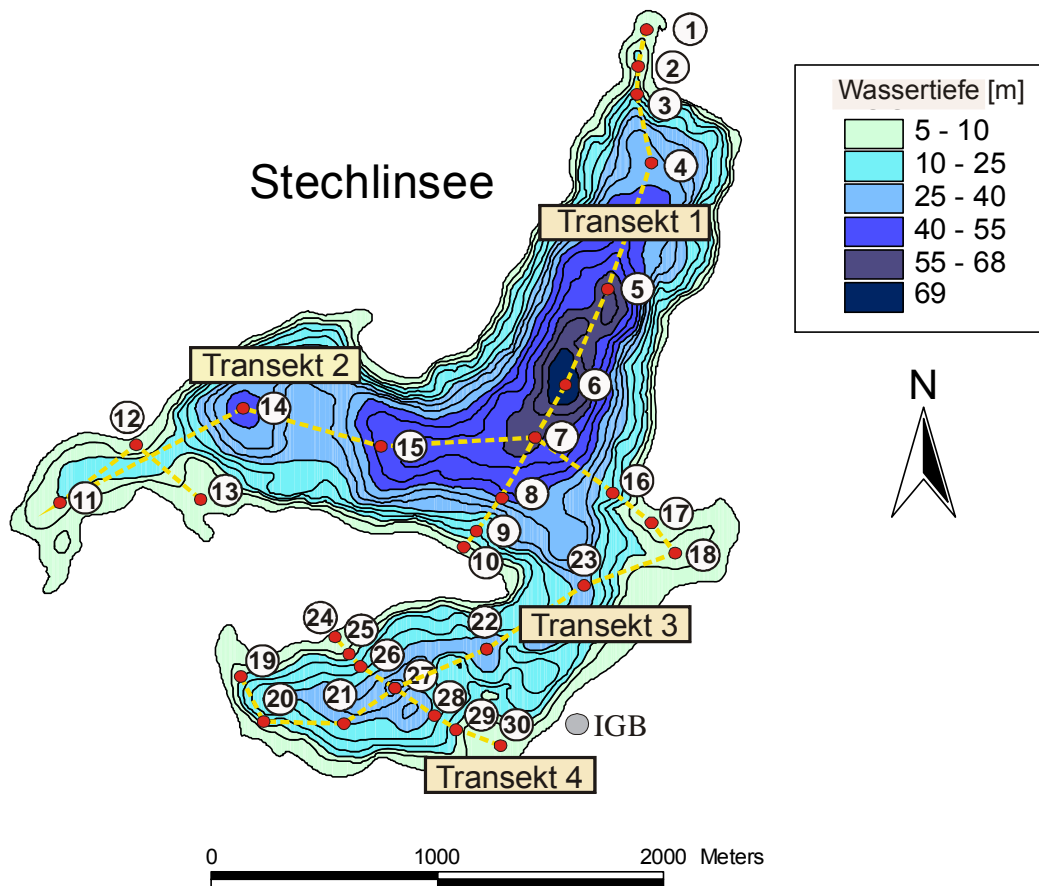 1
2
3
Wassertiefe [m]
5 - 10
10 - 25
25 - 40
40 - 55
55 - 68
69
4
Stechlinsee
Transekt 1
5
Transekt 2
6
N
12
14
15
7
11
13
8
16
9
17
10
18
23
24
25
22
Transekt 3
19
26
27
20
21
28
29
30
IGB
Transekt 4
0 1000 2000 Meters